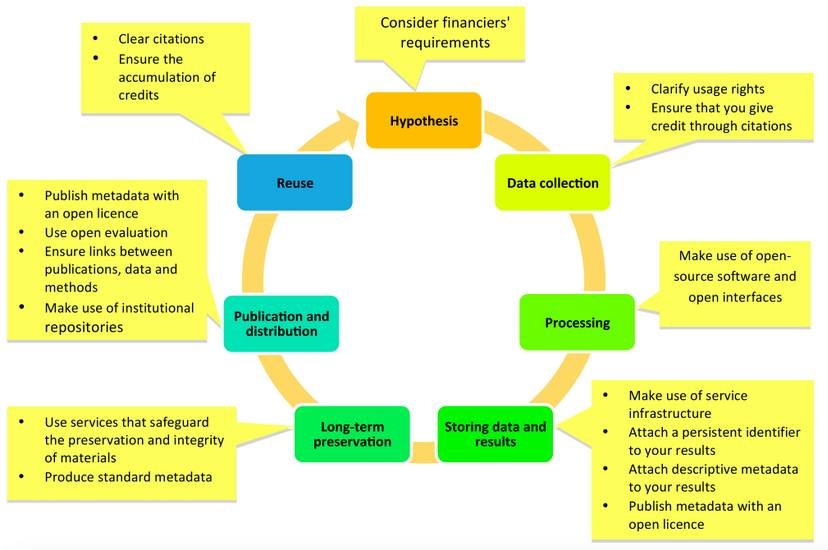 Consider financiers'
requirements
Hypothesis
• Clarify usage rights
• Ensure that you give
credit through citations
Data collection
Make use of open-
source software and
open interfaces
Processing
• Make use of service
infrastructure
• Attach a persistent identifier
to your results
• Attach descriptive metadata
to your results
• Publish metadata with an
open licence
Storing data and
results
• Use services that safeguard
the preservation and integrity
of materials
• Produce standard metadata
Long-term
preservation
• Publish metadata with
an open licence
• Use open evaluation
• Ensure links between
publications, data and
methods
• Make use of institutional
repositories
Publication and
distribution
• Clear citations
• Ensure the
accumulation of
credits
Reuse